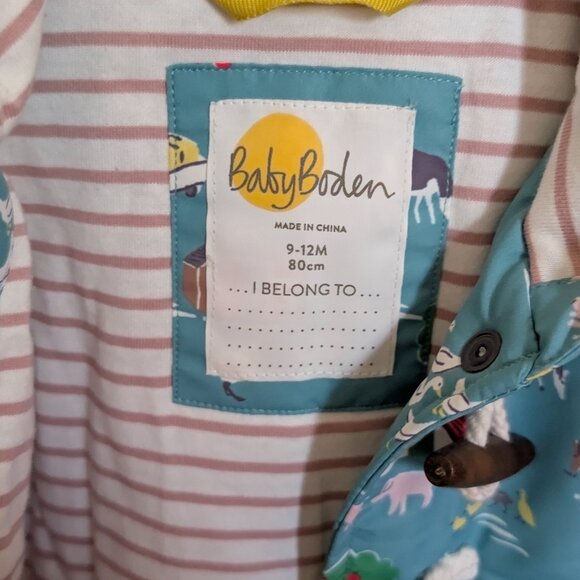 BabyBoden
MADE IN CHINA
9-12M
80cm
...I BELONG TO...